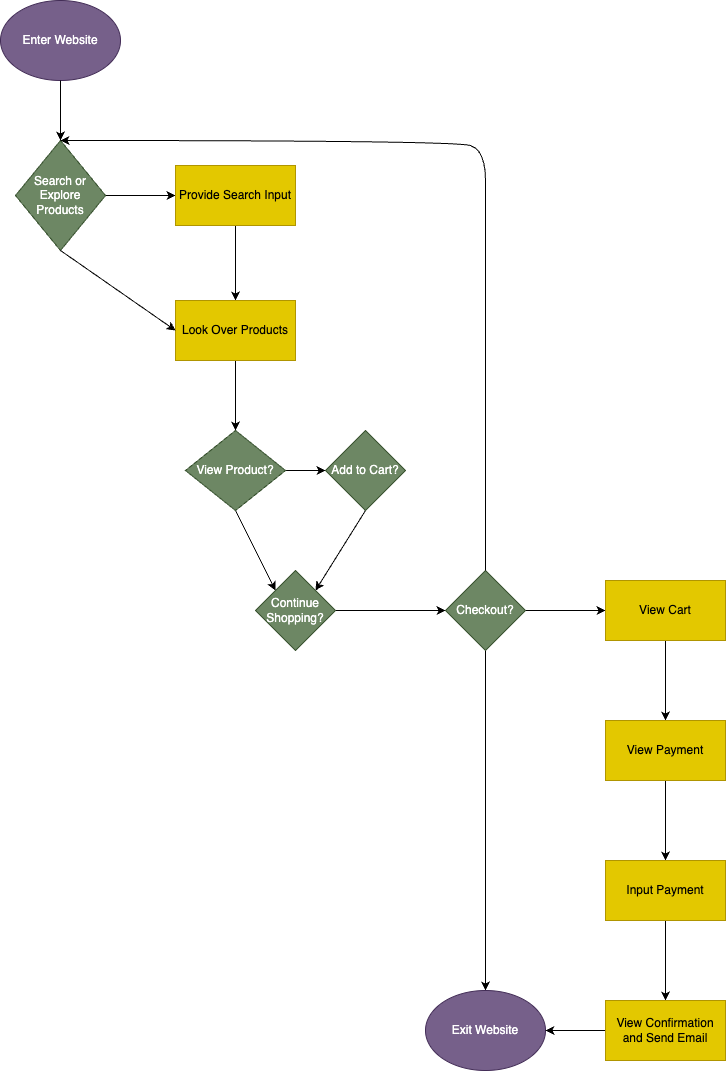 Enter Website
Search or
Explore
Products
Provide Search Input
Look Over Products
View Product?
Add to Cart?
Continue
Shopping?
Checkout?
View Cart
View Payment
Input Payment
View Confirmation
and Send Email
Exit Website